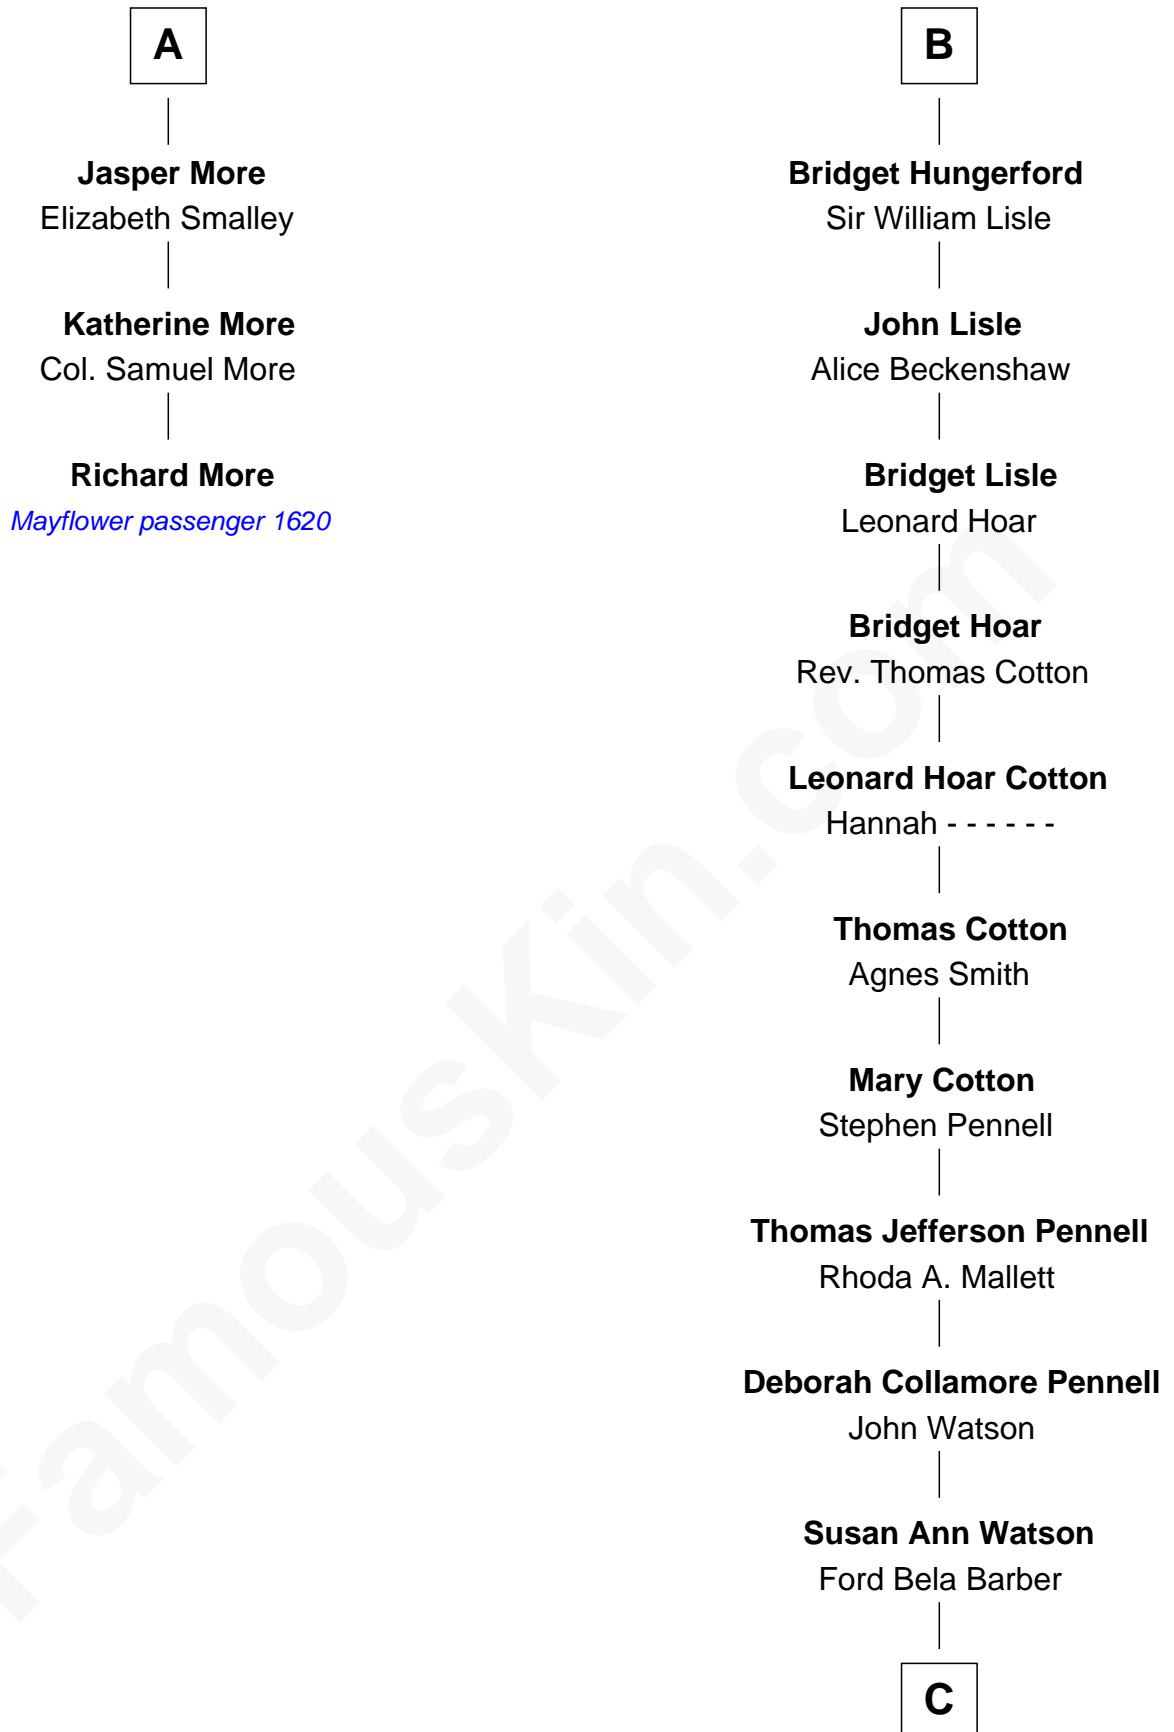 A
Jasper More
Elizabeth Smalley
Katherine More
Col. Samuel More
Richard More
Mayflower passenger 1620
B
Bridget Hungerford
Sir William Lisle
John Lisle
Alice Beckenshaw
Bridget Lisle
Leonard Hoar
Bridget Hoar
Rev. Thomas Cotton
Leonard Hoar Cotton
Hannah - - - - - -
Thomas Cotton
Agnes Smith
Mary Cotton
Stephen Pennell
Thomas Jefferson Pennell
Rhoda A. Mallett
Deborah Collamore Pennell
John Watson
Susan Ann Watson
Ford Bela Barber
C
FamousKin.com